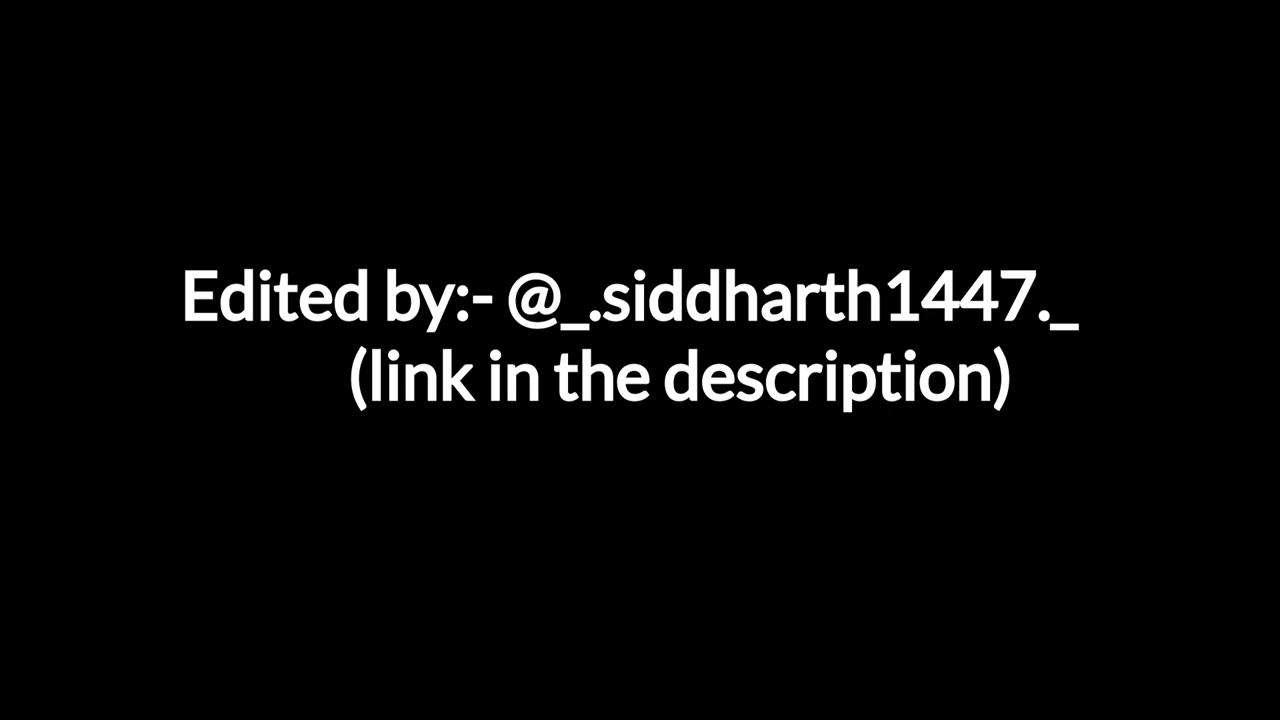 Edited by:- @_.siddharth1447._
(link in the description)